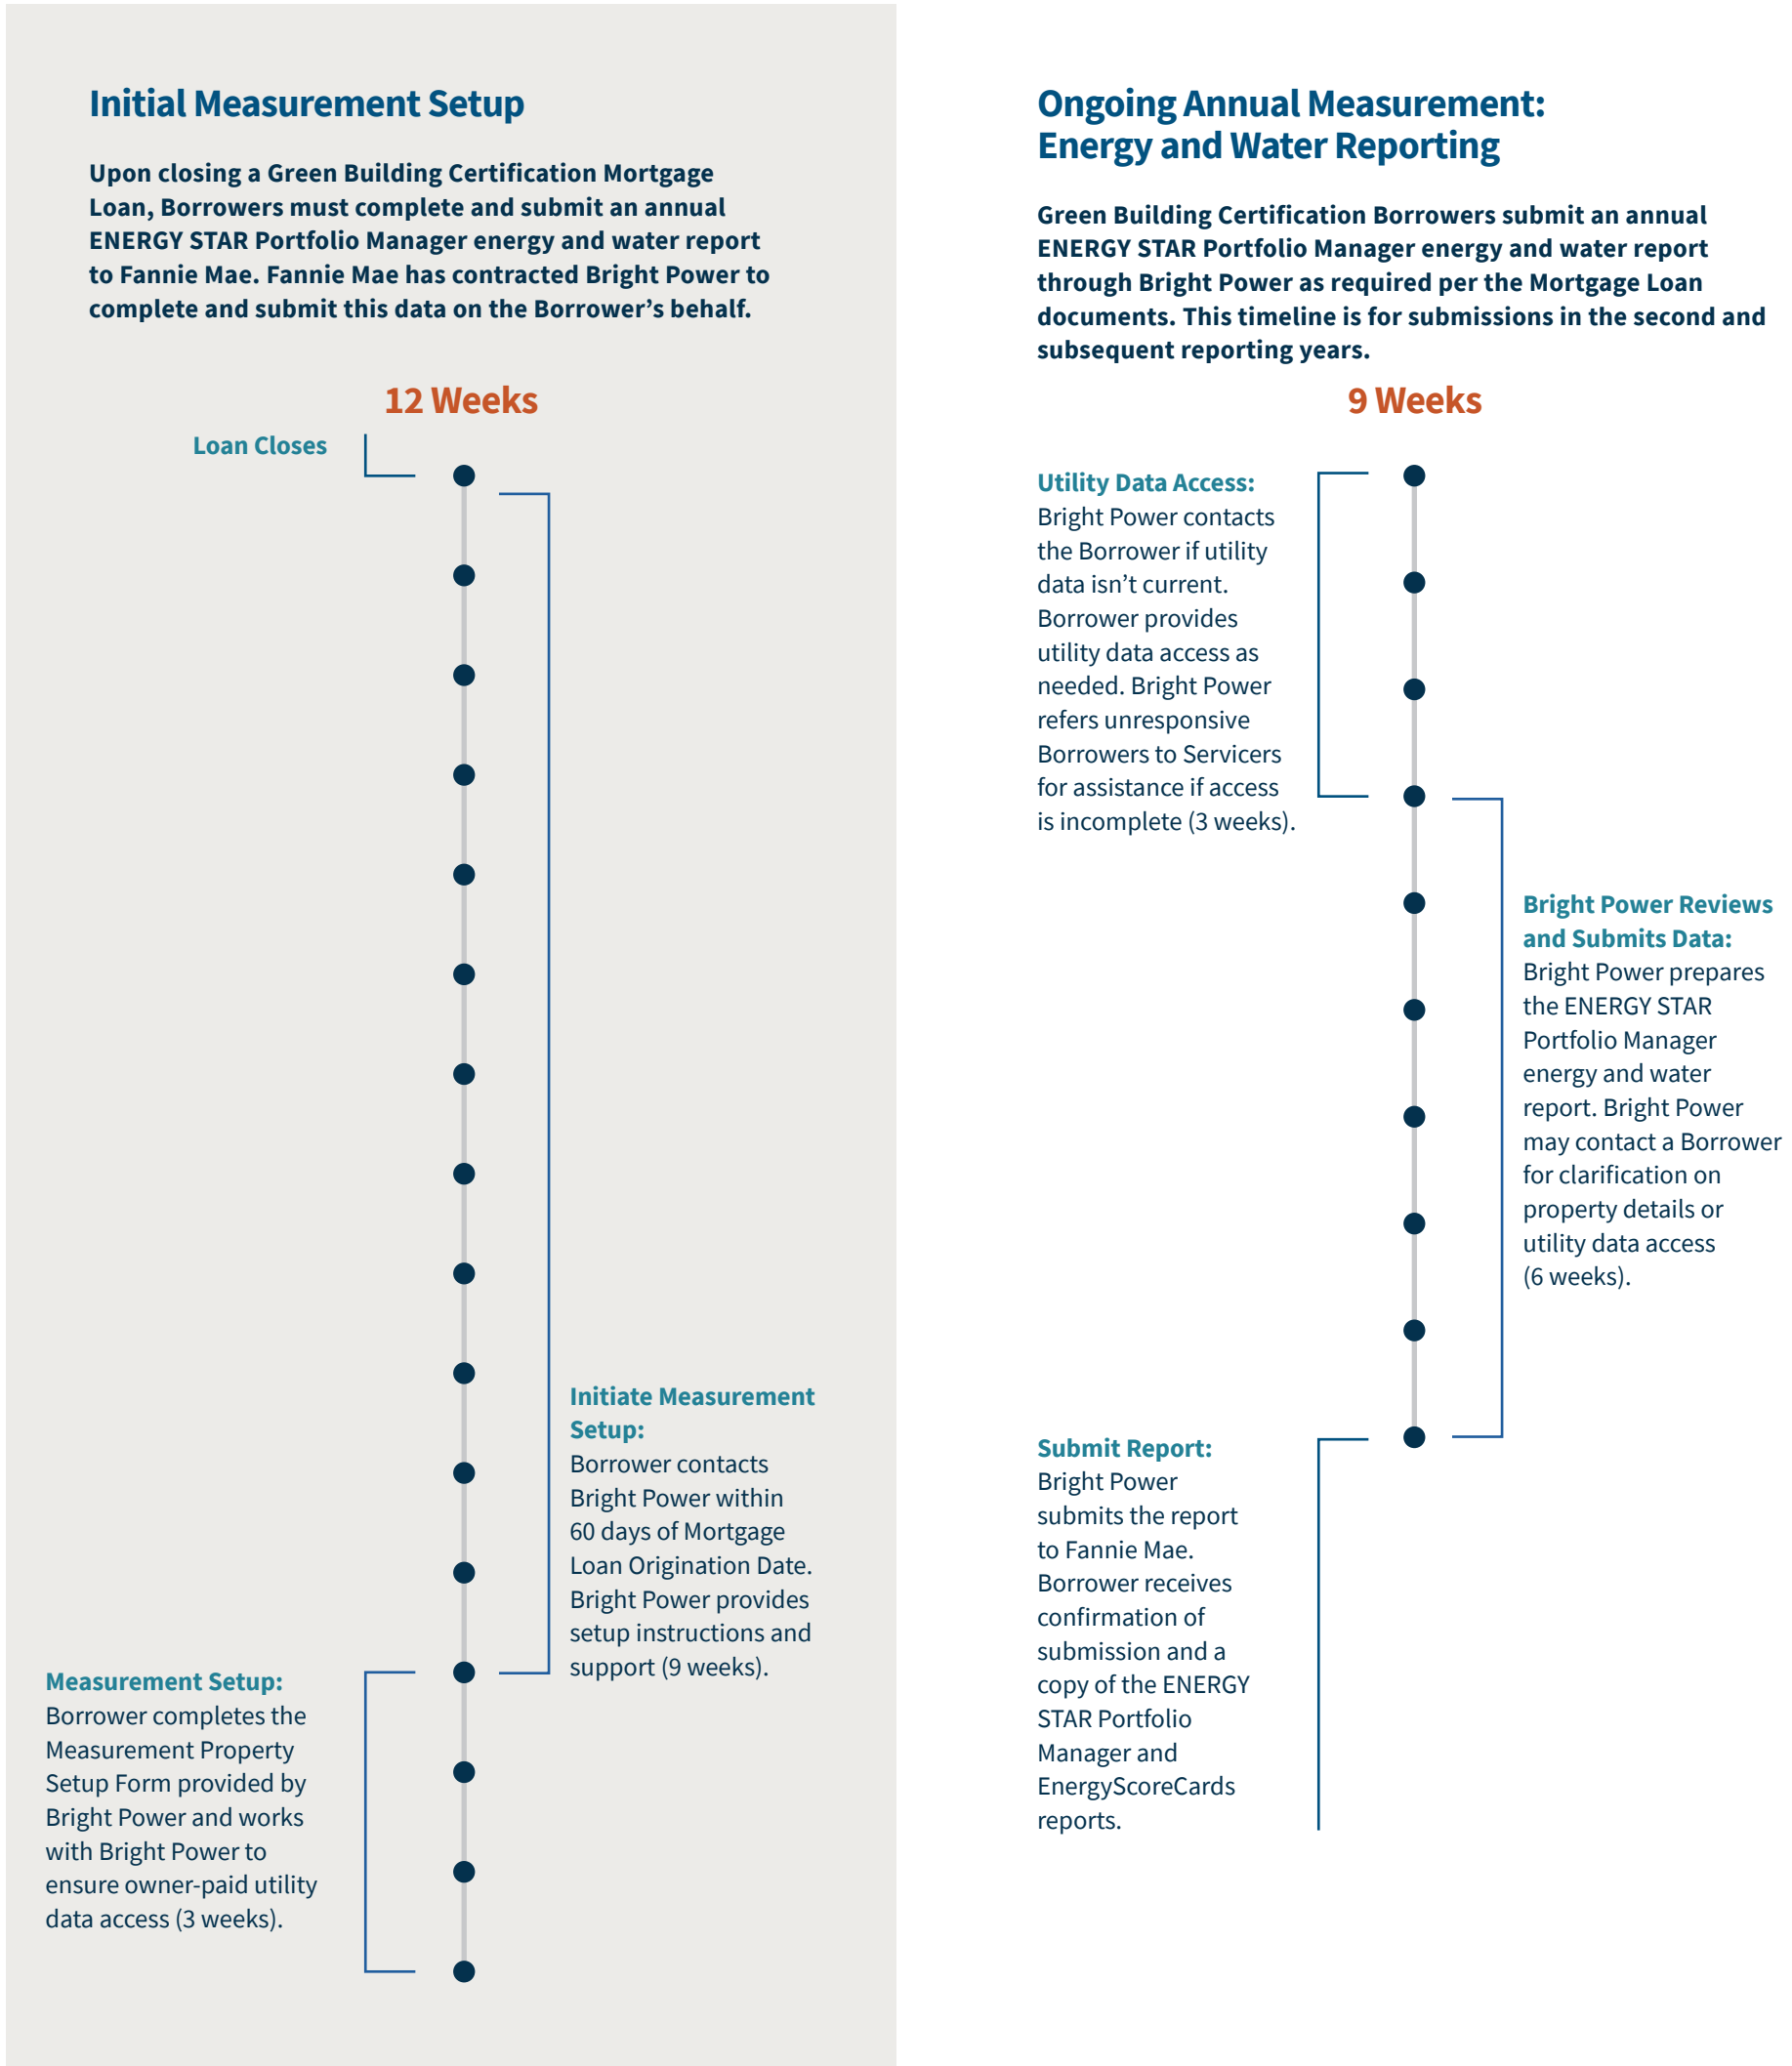 Initial Measurement Setup
Upon closing a Green Building Certification Mortgage
Loan, Borrowers must complete and submit an annual
ENERGY STAR Portfolio Manager energy and water report
to Fannie Mae. Fannie Mae has contracted Bright Power to
complete and submit this data on the Borrower’s behalf.
12 Weeks
Loan Closes
Initiate Measurement
Setup:
Borrower contacts
Bright Power within
60 days of Mortgage
Loan Origination Date.
Bright Power provides
setup instructions and
support (9 weeks).
Measurement Setup:
Borrower completes the
Measurement Property
Setup Form provided by
Bright Power and works
with Bright Power to
ensure owner-paid utility
data access (3 weeks).
Ongoing Annual Measurement:
Energy and Water Reporting
Green Building Certification Borrowers submit an annual
ENERGY STAR Portfolio Manager energy and water report
through Bright Power as required per the Mortgage Loan
documents. This timeline is for submissions in the second and
subsequent reporting years.
9 Weeks
Utility Data Access:
Bright Power contacts
the Borrower if utility
data isn’t current.
Borrower provides
utility data access as
needed. Bright Power
refers unresponsive
Borrowers to Servicers
for assistance if access
is incomplete (3 weeks).
Bright Power Reviews
and Submits Data:
Bright Power prepares
the ENERGY STAR
Portfolio Manager
energy and water
report. Bright Power
may contact a Borrower
for clarification on
property details or
utility data access
(6 weeks).
Submit Report:
Bright Power
submits the report
to Fannie Mae.
Borrower receives
confirmation of
submission and a
copy of the ENERGY
STAR Portfolio
Manager and
EnergyScoreCards
reports.